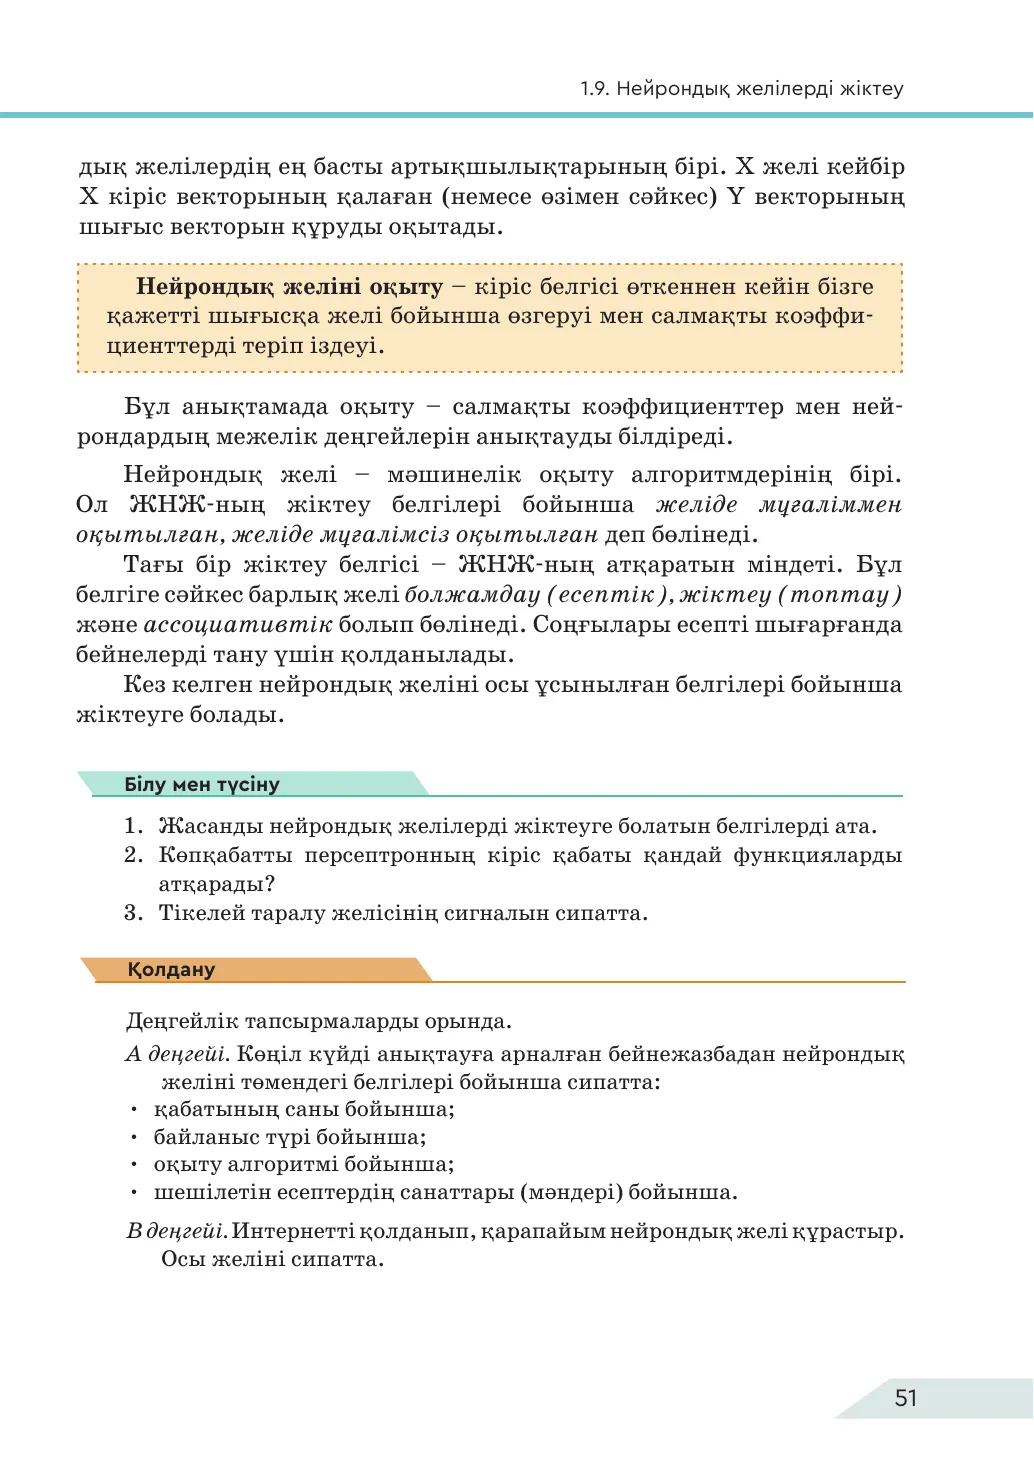 1.9. Нейрондық желілерді жіктеу
дық желілердің ең басты артықшылықтарының бірі. X желі кейбір
X кіріс векторының қалаған (немесе өзімен сәйкес) Y векторының
шығыс векторын құруды оқытады.
Нейрондық желіні оқыту – кіріс белгісі өткеннен кейін бізге
қажетті шығысқа желі бойынша өзгеруі мен салмақты коэффи-
циенттерді теріп іздеуі.
Бұл анықтамада оқыту – салмақты коэффициенттер мен ней-
рондардың межелік деңгейлерін анықтауды білдіреді.
Нейрондық желі – мәшинелік оқыту алгоритмдерінің бірі.
Ол ЖНЖ-ның жіктеу белгілері бойынша желіде мұғаліммен
оқытылған, желіде мұғалімсіз оқытылған деп бөлінеді.
Тағы бір жіктеу белгісі – ЖНЖ-ның атқаратын міндеті. Бұл
белгіге сәйкес барлық желі болжамдау (есептік), жіктеу (топтау)
және ассоциативтік болып бөлінеді. Соңғылары есепті шығарғанда
бейнелерді тану үшін қолданылады.
Кез келген нейрондық желіні осы ұсынылған белгілері бойынша
жіктеуге болады.
Білу мен түсіну
1. Жасанды нейрондық желілерді жіктеуге болатын белгілерді ата.
2. Көпқабатты персептронның кіріс қабаты қандай функцияларды
атқарады?
3. Тікелей таралу желісінің сигналын сипатта.
Қолдану
Деңгейлік тапсырмаларды орында.
А деңгейі. Көңіл күйді анықтауға арналған бейнежазбадан нейрондық
желіні төмендегі белгілері бойынша сипатта:
• қабатының саны бойынша;
• байланыс түрі бойынша;
• оқыту алгоритмі бойынша;
• шешілетін есептердің санаттары (мәндері) бойынша.
В деңгейі. Интернетті қолданып, қарапайым нейрондық желі құрастыр.
Осы желіні сипатта.
51